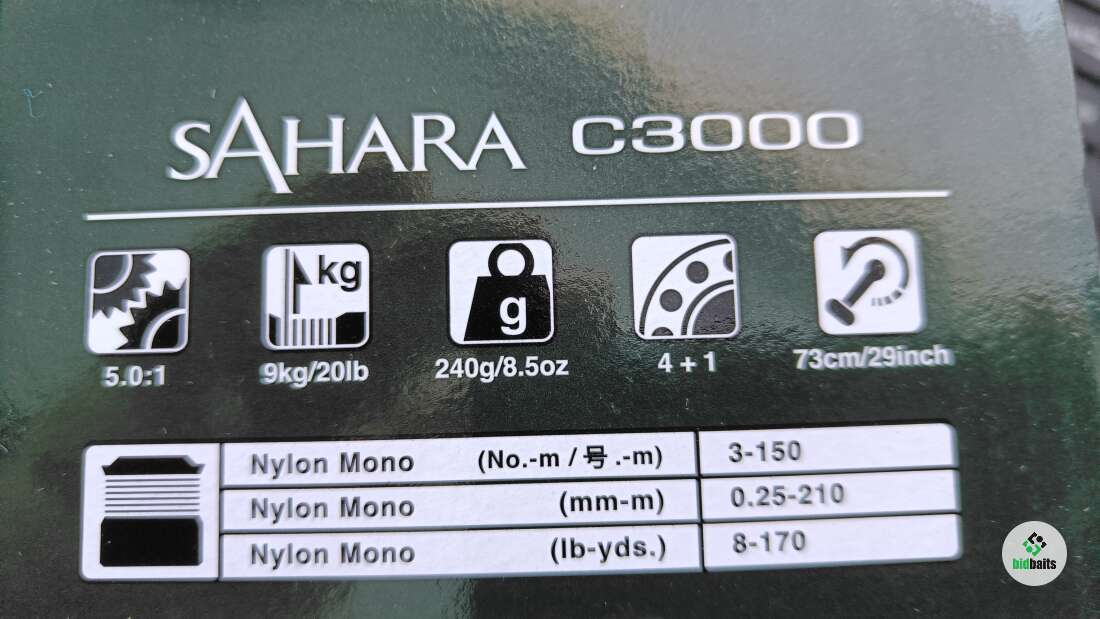 SAHARA C3000
kg
g
5.0:1 9kg/20lb 240g/8.5oz 4+1 73cm/29inch
Nylon Mono (No.-m / 号.-m) 3-150
Nylon Mono (mm-m) 0.25-210
Nylon Mono (lb-yds.) 8-170
bidbaits